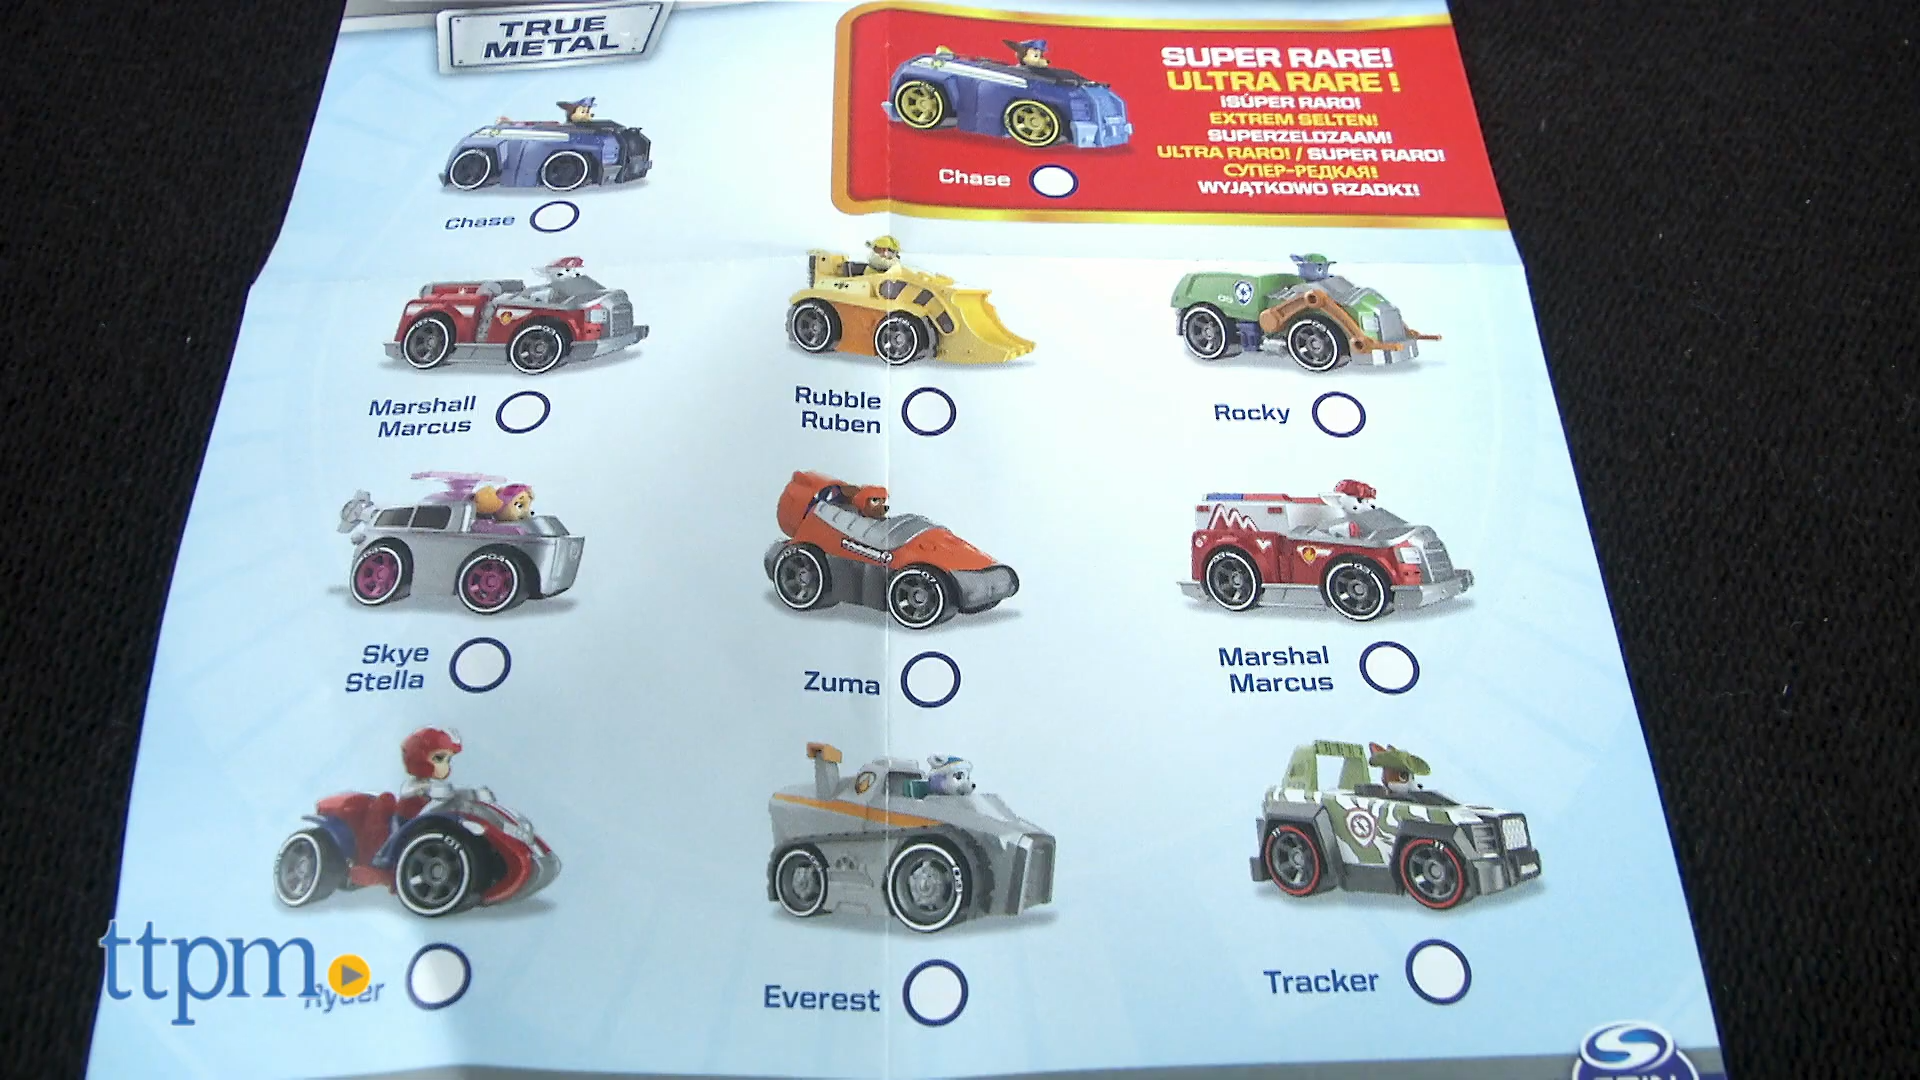 TRUE
METAL
SUPER RARE!
ULTRA RARE !
¡SÚPER RARO!
EXTREM SELTEN!
SUPERZELDZAAM!
ULTRA RARO! / SUPER RARO!
СУПЕР-РЕДКАЯ!
WYJĄTKOWO RZADKI!
Chase
Chase
Marshall
Marcus
Rubble
Ruben
Rocky
Skye
Stella
Zuma
Marshal
Marcus
Ryder
Everest
Tracker
ttpm